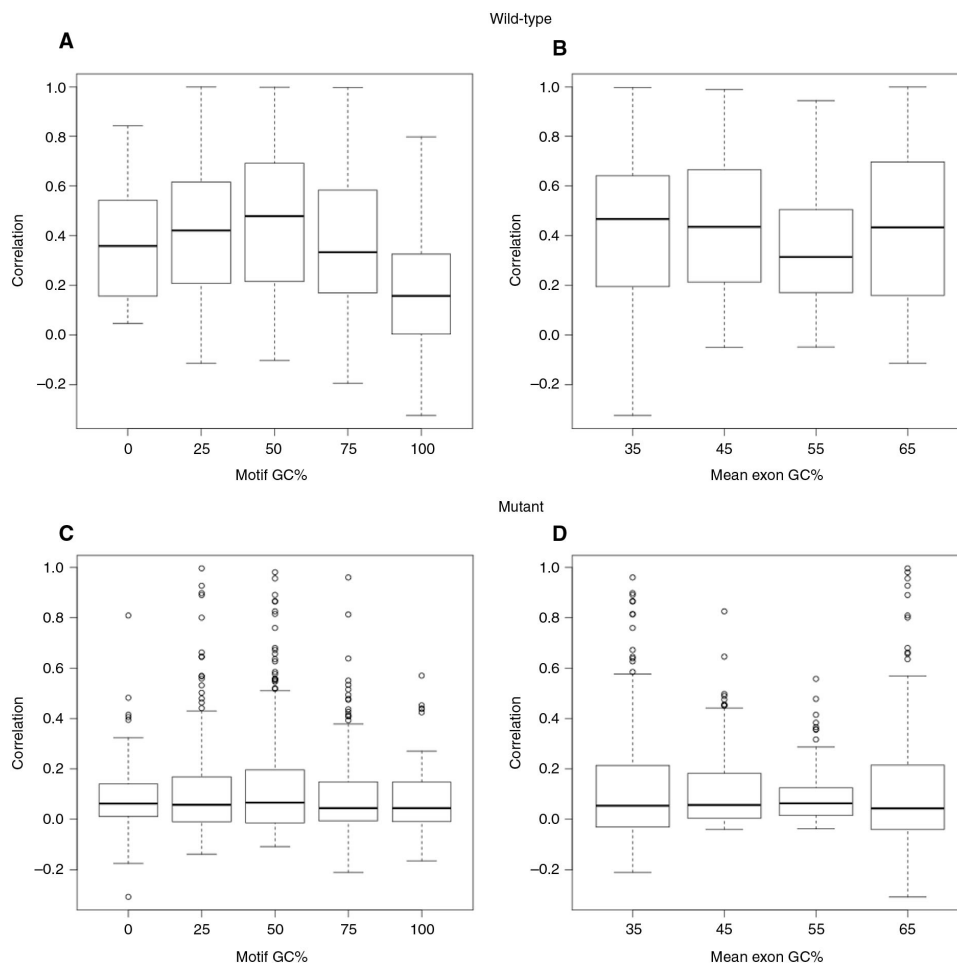 Wild-type
A
B
1.0
0.8
0.6
0.4
0.2
0.0
–0.2
Correlation
0 25 50 75 100
Motif GC%
1.0
0.8
0.6
0.4
0.2
0.0
–0.2
Correlation
35 45 55 65
Mean exon GC%
Mutant
C
D
1.0
0.8
0.6
0.4
0.2
0.0
–0.2
Correlation
0 25 50 75 100
Motif GC%
1.0
0.8
0.6
0.4
0.2
0.0
–0.2
Correlation
35 45 55 65
Mean exon GC%